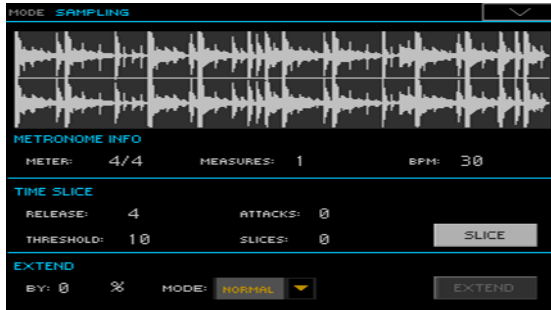 MODE SAMPLING
METRONOME INFO
METER: 4/4 MEASURES: 1 BPM: 30
TIME SLICE
RELEASE: 4 ATTACKS: 0
THRESHOLD: 10 SLICES: 0 SLICE
EXTEND
BY: 0 % MODE: NORMAL EXTEND